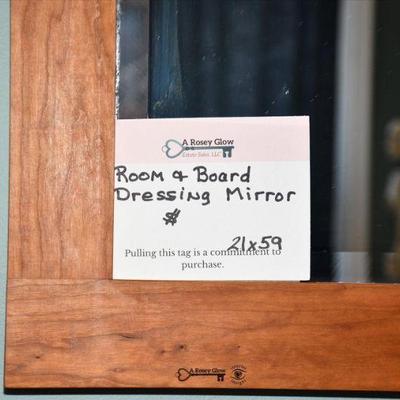 A Rosey Glow
Estate Sales, LLC
Room & Board
Dressing Mirror
$
21x59
Pulling this tag is a commitment to
purchase.
A Rosey Glow